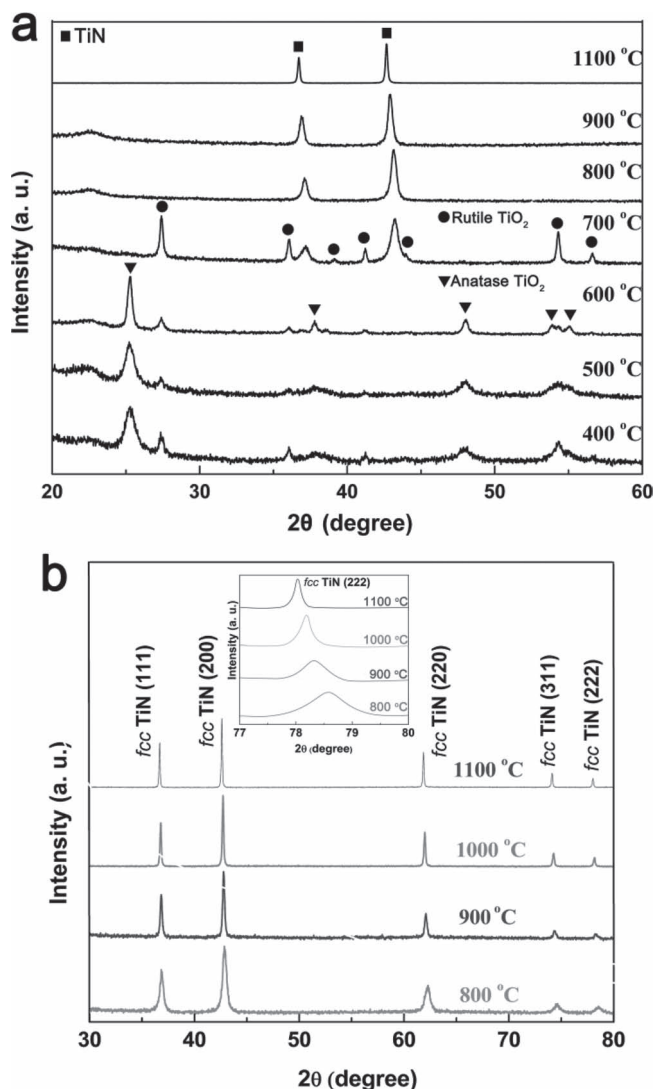 a
■ TiN
1100 °C
900 °C
800 °C
700 °C
● Rutile TiO₂
▼ Anatase TiO₂
600 °C
500 °C
400 °C
Intensity (a. u.)
20 30 40 50 60
2θ (degree)
b
fcc TiN (111)
fcc TiN (200)
fcc TiN (220)
fcc TiN (311)
fcc TiN (222)
fcc TiN (222)
1100 °C
1000 °C
900 °C
800 °C
Intensity (a. u.)
77 78 79 80
2θ (degree)
1100 °C
1000 °C
900 °C
800 °C
Intensity (a. u.)
30 40 50 60 70 80
2θ (degree)